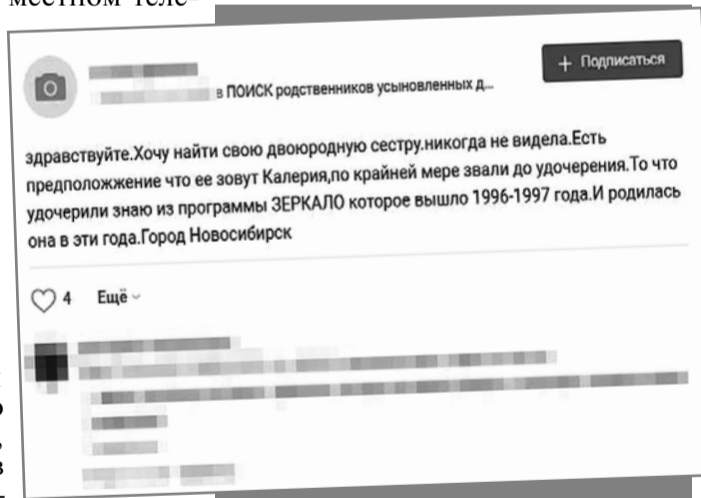 местном теле-
в ПОИСК родственников усыновленных д...
+ Подписаться
здравствуйте.Хочу найти свою двоюродную сестру.никогда не видела.Есть
предположжение что ее зовут Калерия,по крайней мере звали до удочерения.То что
удочерили знаю из программы ЗЕРКАЛО которое вышло 1996-1997 года.И родилась
она в эти года.Город Новосибирск
4 Ещё